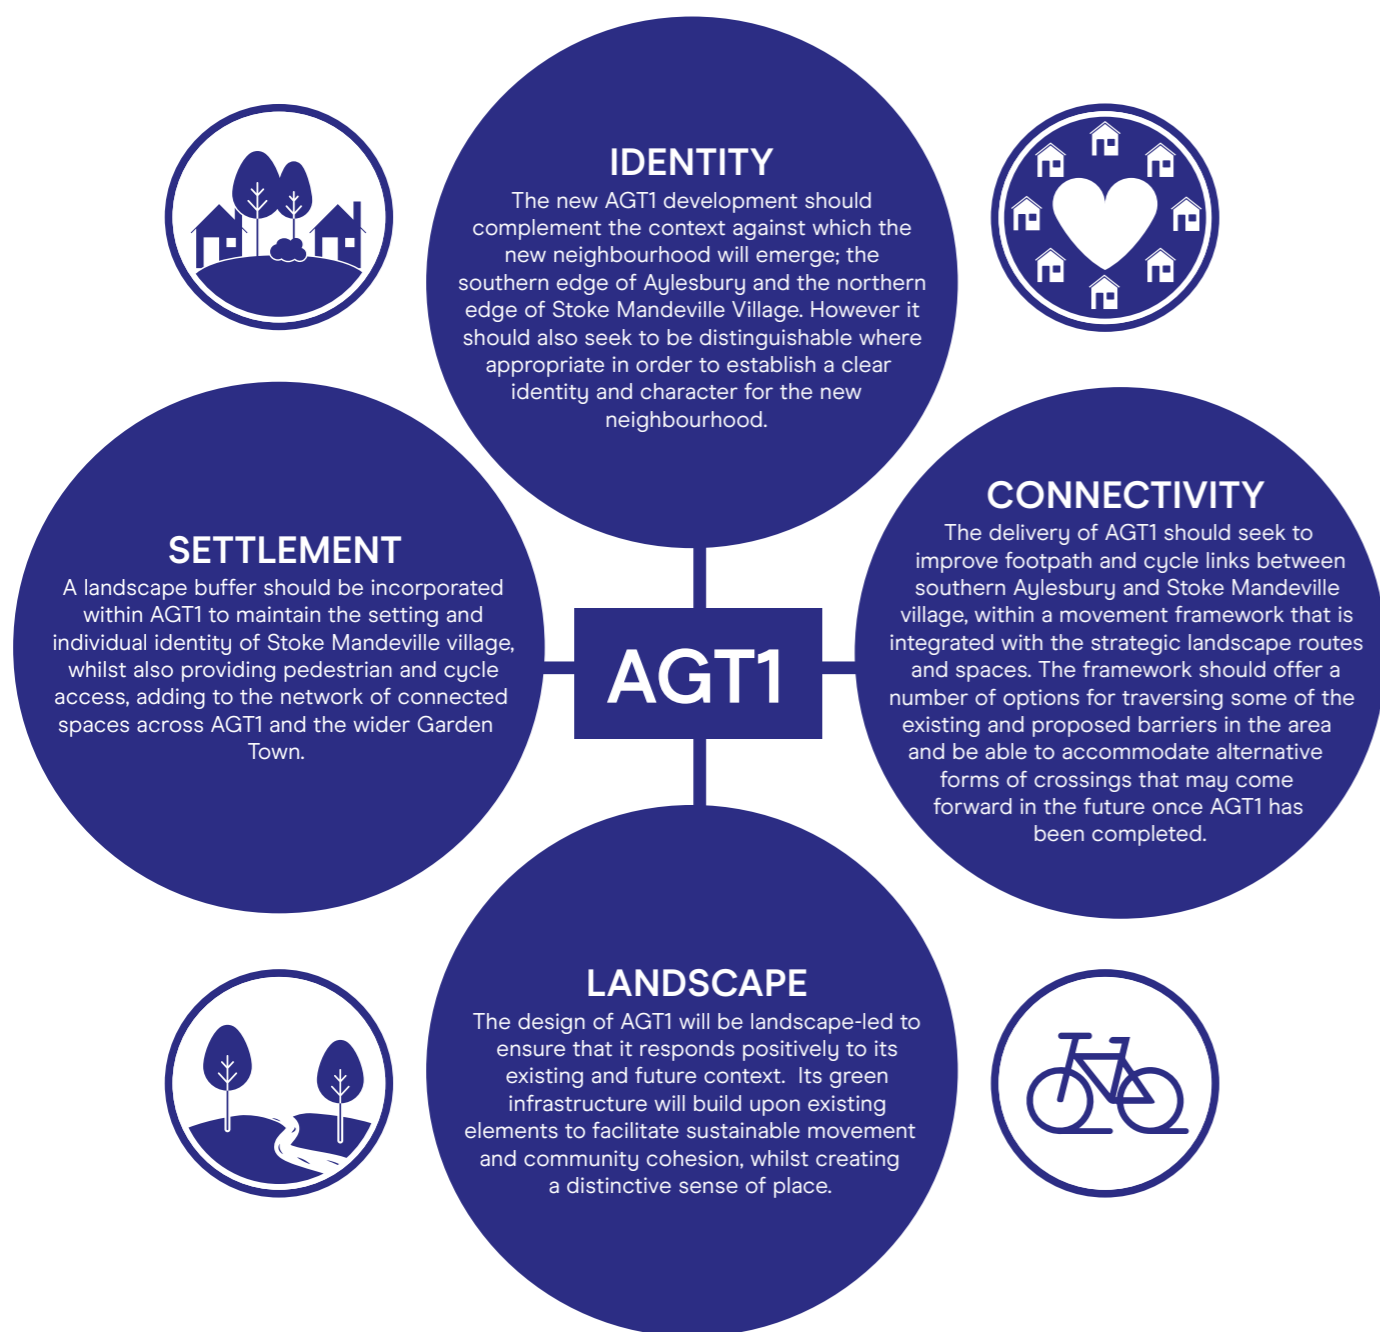 IDENTITY
The new AGT1 development should
complement the context against which the
new neighbourhood will emerge; the
southern edge of Aylesbury and the northern
edge of Stoke Mandeville Village. However it
should also seek to be distinguishable where
appropriate in order to establish a clear
identity and character for the new
neighbourhood.
SETTLEMENT
A landscape buffer should be incorporated
within AGT1 to maintain the setting and
individual identity of Stoke Mandeville village,
whilst also providing pedestrian and cycle
access, adding to the network of connected
spaces across AGT1 and the wider Garden
Town.
AGT1
CONNECTIVITY
The delivery of AGT1 should seek to
improve footpath and cycle links between
southern Aylesbury and Stoke Mandeville
village, within a movement framework that is
integrated with the strategic landscape routes
and spaces. The framework should offer a
number of options for traversing some of the
existing and proposed barriers in the area
and be able to accommodate alternative
forms of crossings that may come
forward in the future once AGT1 has
been completed.
LANDSCAPE
The design of AGT1 will be landscape-led to
ensure that it responds positively to its
existing and future context.  Its green
infrastructure will build upon existing
elements to facilitate sustainable movement
and community cohesion, whilst creating
a distinctive sense of place.